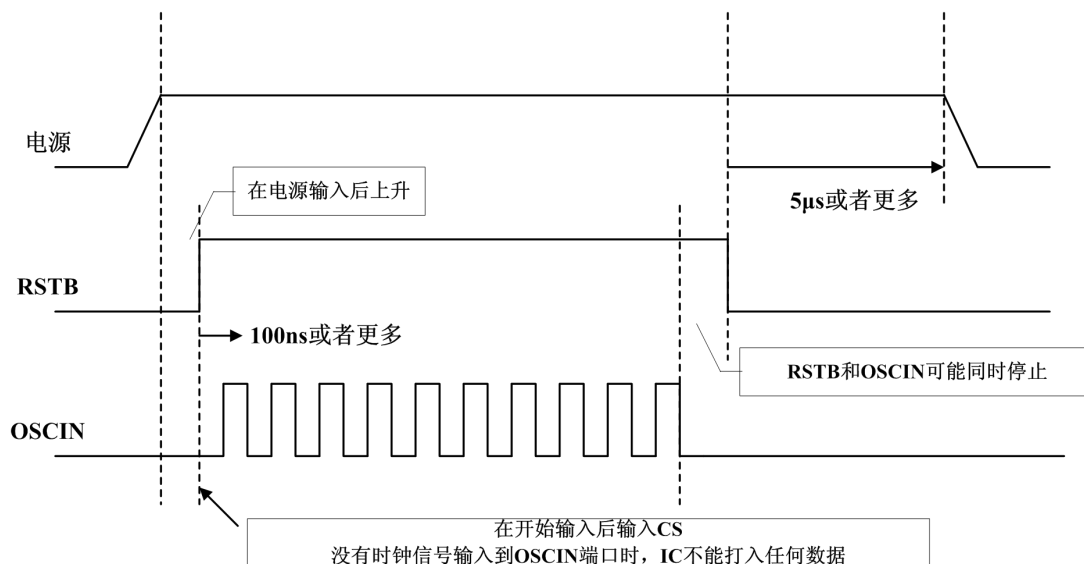 电源
在电源输入后上升
5μs或者更多
RSTB
100ns或者更多
RSTB和OSCIN可能同时停止
OSCIN
在开始输入后输入CS
没有时钟信号输入到OSCIN端口时，IC不能打入任何数据